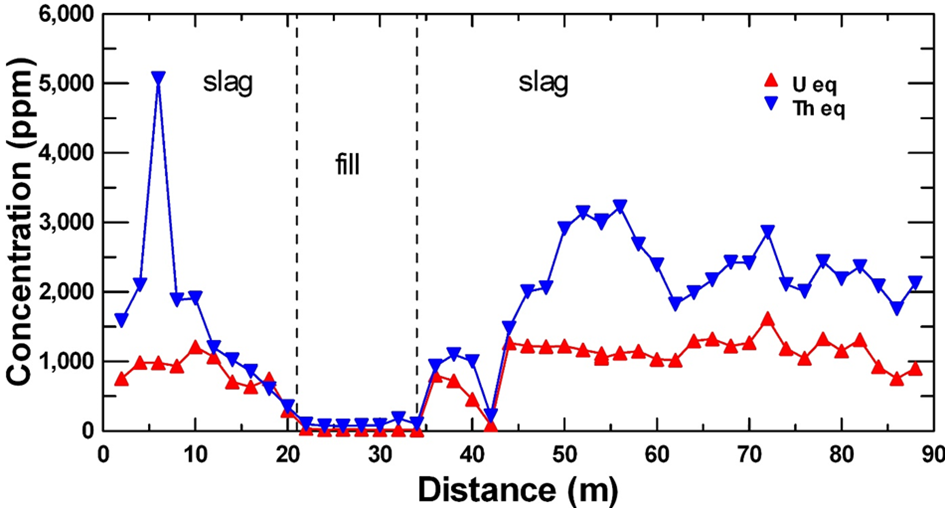 6,000
5,000
4,000
3,000
2,000
1,000
0
Concentration (ppm)
slag
fill
slag
U eq
Th eq
0 10 20 30 40 50 60 70 80 90
Distance (m)